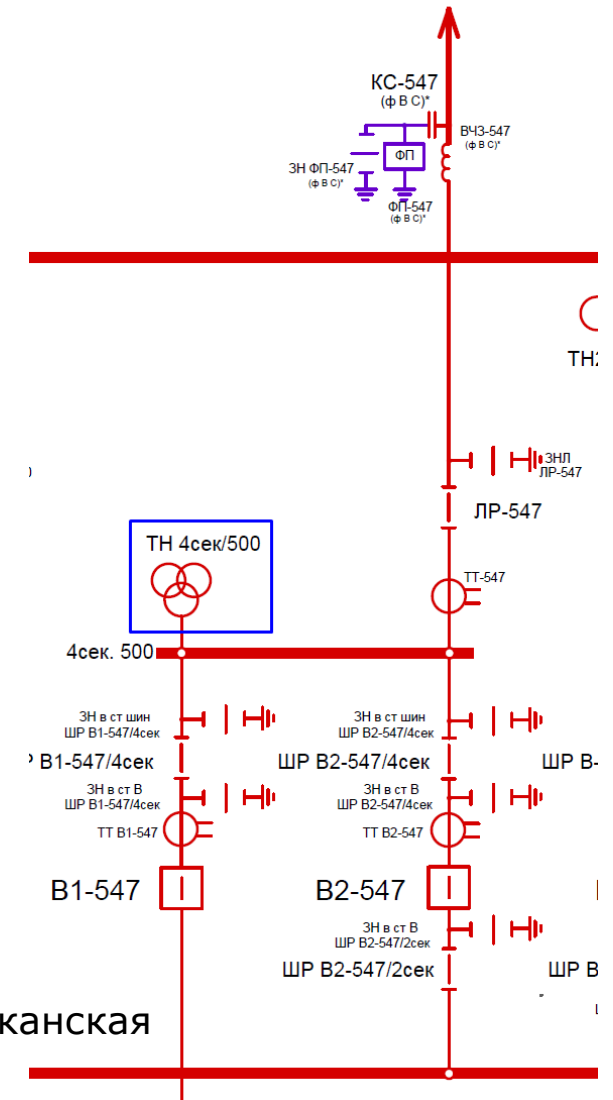 КС-547
(ф В С)*
ВЧЗ-547
(ф В С)*
ФП
ЗН ФП-547
(ф В С)*
ФП-547
(ф В С)*
ЗНЛ
ЛР-547
ЛР-547
ТН 4сек/500
ТТ-547
4сек. 500
ЗН в ст шин
ШР В1-547/4сек
В1-547/4сек
ЗН в ст В
ШР В1-547/4сек
ТТ В1-547
В1-547
ЗН в ст шин
ШР В2-547/4сек
ШР В2-547/4сек
ЗН в ст В
ШР В2-547/4сек
ТТ В2-547
В2-547
ЗН в ст В
ШР В2-547/2сек
ШР В2-547/2сек
ШР В-
ШР В
канская